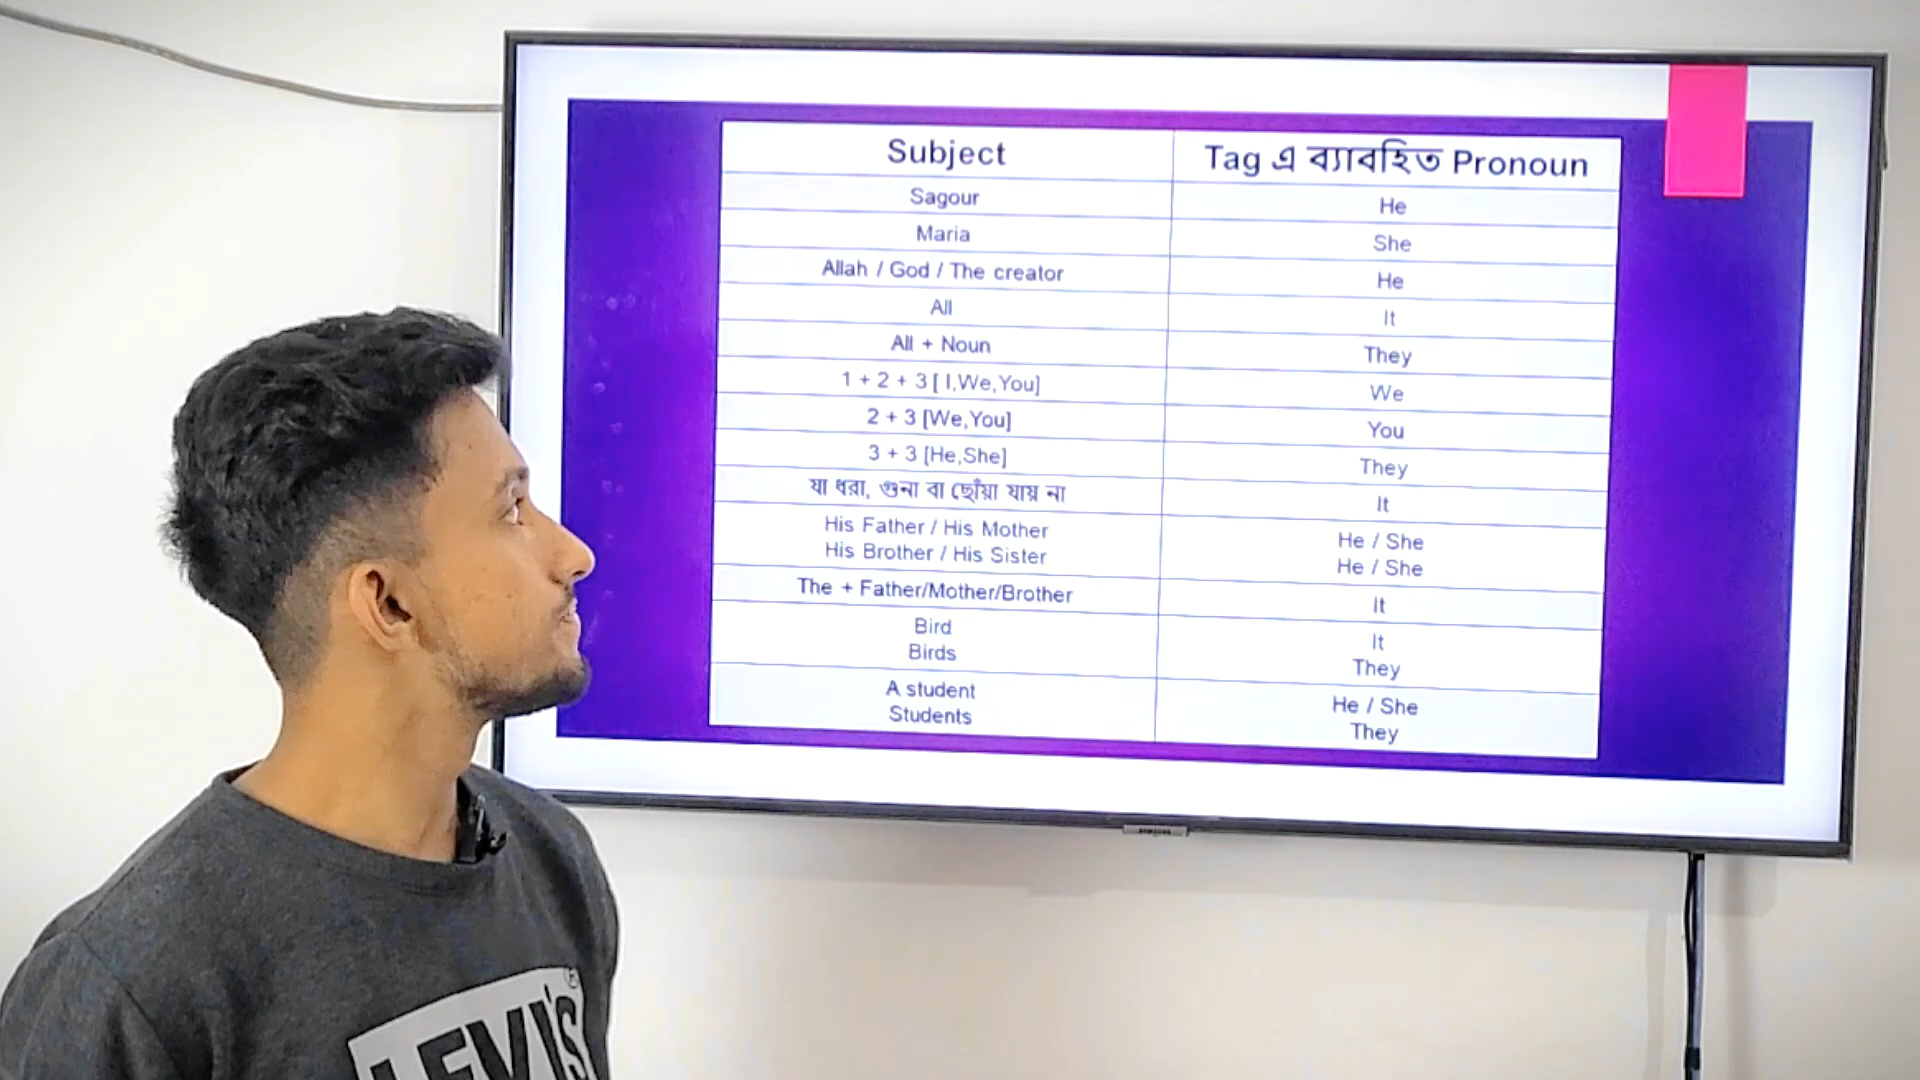 Subject
Tag এ ব্যাবহিত Pronoun
Sagour
He
Maria
She
Allah / God / The creator
He
All
It
All + Noun
They
1 + 2 + 3 [ I,We,You]
We
2 + 3 [We,You]
You
3 + 3 [He,She]
They
যা ধরা, গুনা বা ছোঁয়া যায় না
It
His Father / His Mother
His Brother / His Sister
He / She
He / She
The + Father/Mother/Brother
It
Bird
Birds
It
They
A student
Students
He / She
They
SAMSUNG
LEVI'S